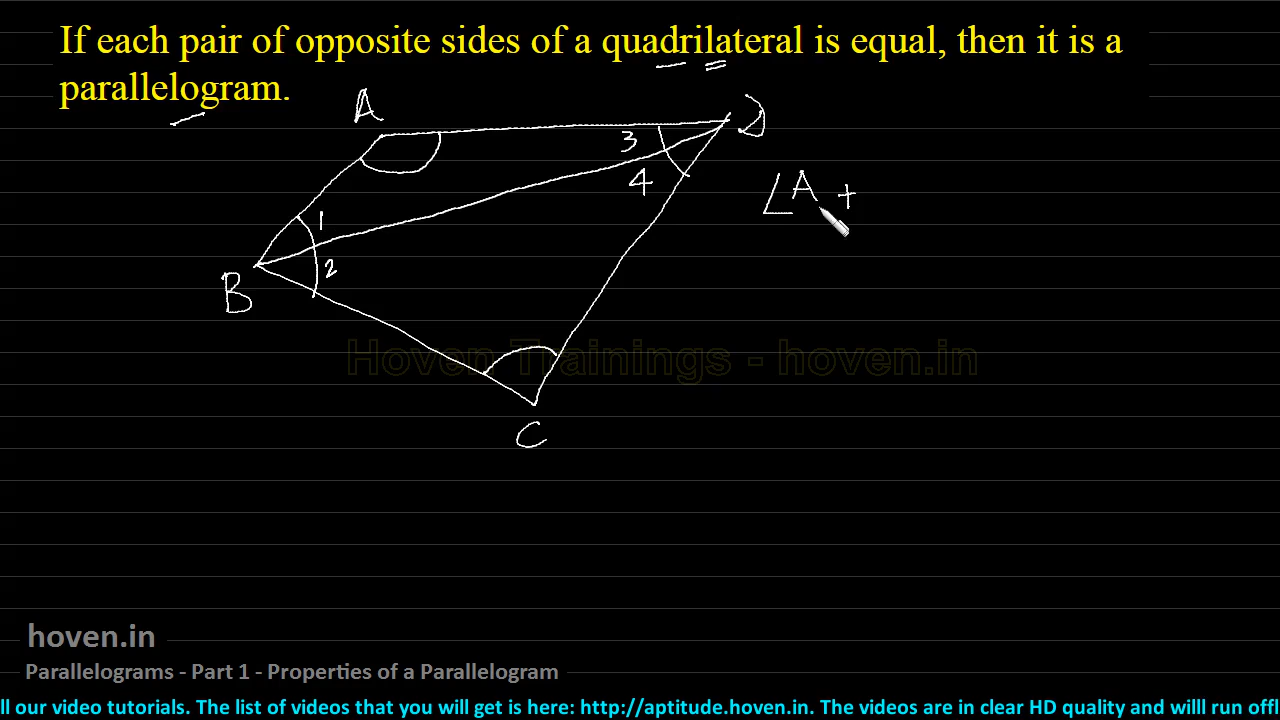 If each pair of opposite sides of a quadrilateral is equal, then it is a
parallelogram.
A
D
3
4
∠A +
1
2
B
Hoven Trainings - hoven.in
C
hoven.in
Parallelograms - Part 1 - Properties of a Parallelogram
ll our video tutorials. The list of videos that you will get is here: http://aptitude.hoven.in. The videos are in clear HD quality and willl run offl